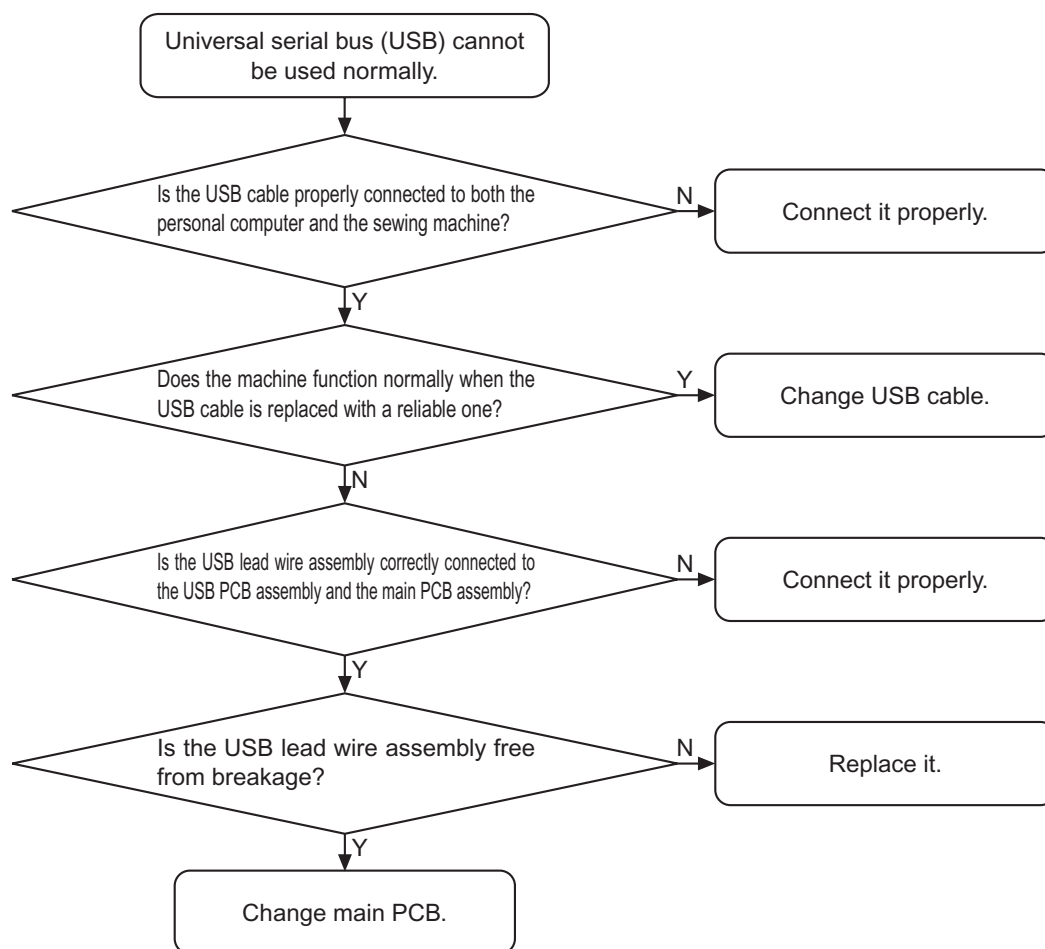 Universal serial bus (USB) cannot
be used normally.
Is the USB cable properly connected to both the
personal computer and the sewing machine?
N
Connect it properly.
Y
Does the machine function normally when the
USB cable is replaced with a reliable one?
Y
Change USB cable.
N
Is the USB lead wire assembly correctly connected to
the USB PCB assembly and the main PCB assembly?
N
Connect it properly.
Y
Is the USB lead wire assembly free
from breakage?
N
Replace it.
Y
Change main PCB.